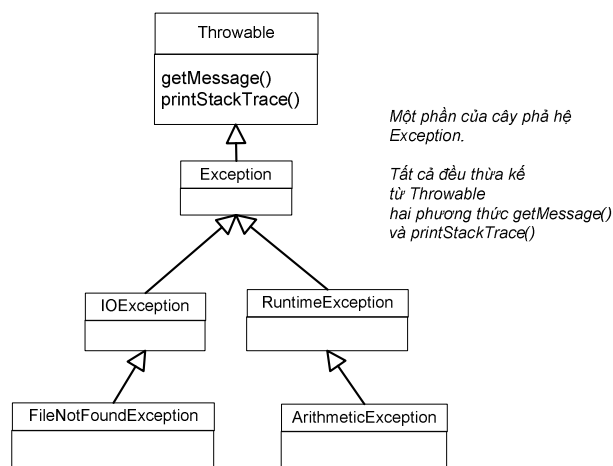 Throwable
getMessage()
printStackTrace()
Một phần của cây phả hệ
Exception.
Tất cả đều thừa kế
từ Throwable
hai phương thức getMessage()
và printStackTrace()
Exception
IOException
RuntimeException
FileNotFoundException
ArithmeticException